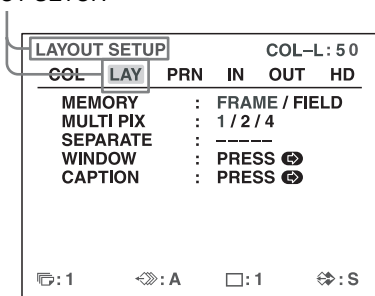 LAYOUT SETUP COL–L:50
COL LAY PRN IN OUT HD
MEMORY : FRAME / FIELD
MULTI PIX : 1 / 2 / 4
SEPARATE : –––––
WINDOW : PRESS
CAPTION : PRESS
:1 :A :1 :S